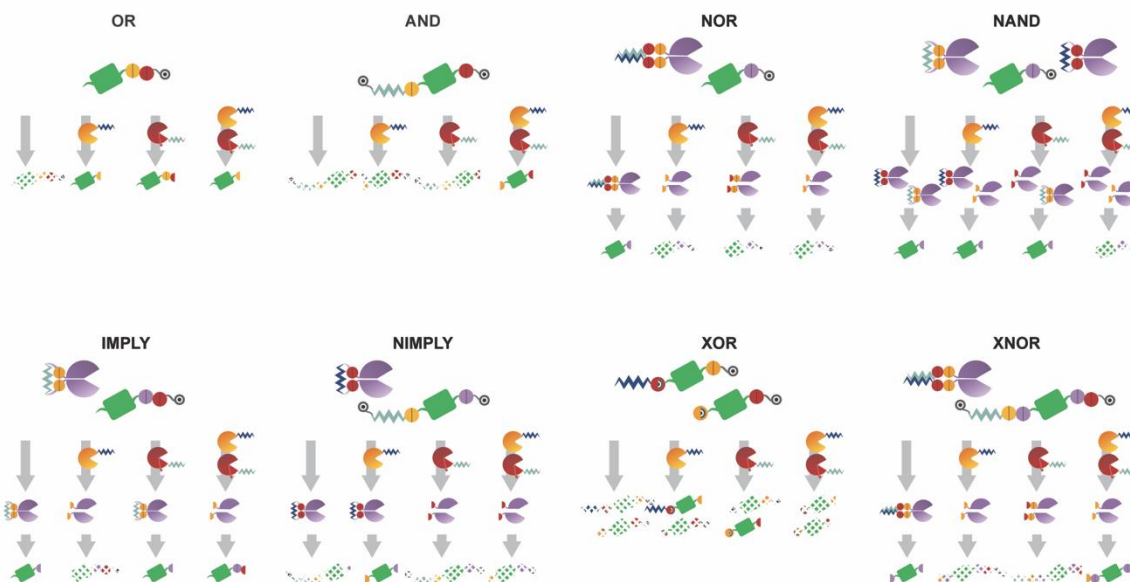 OR
AND
NOR
NAND
IMPLY
NIMPLY
XOR
XNOR